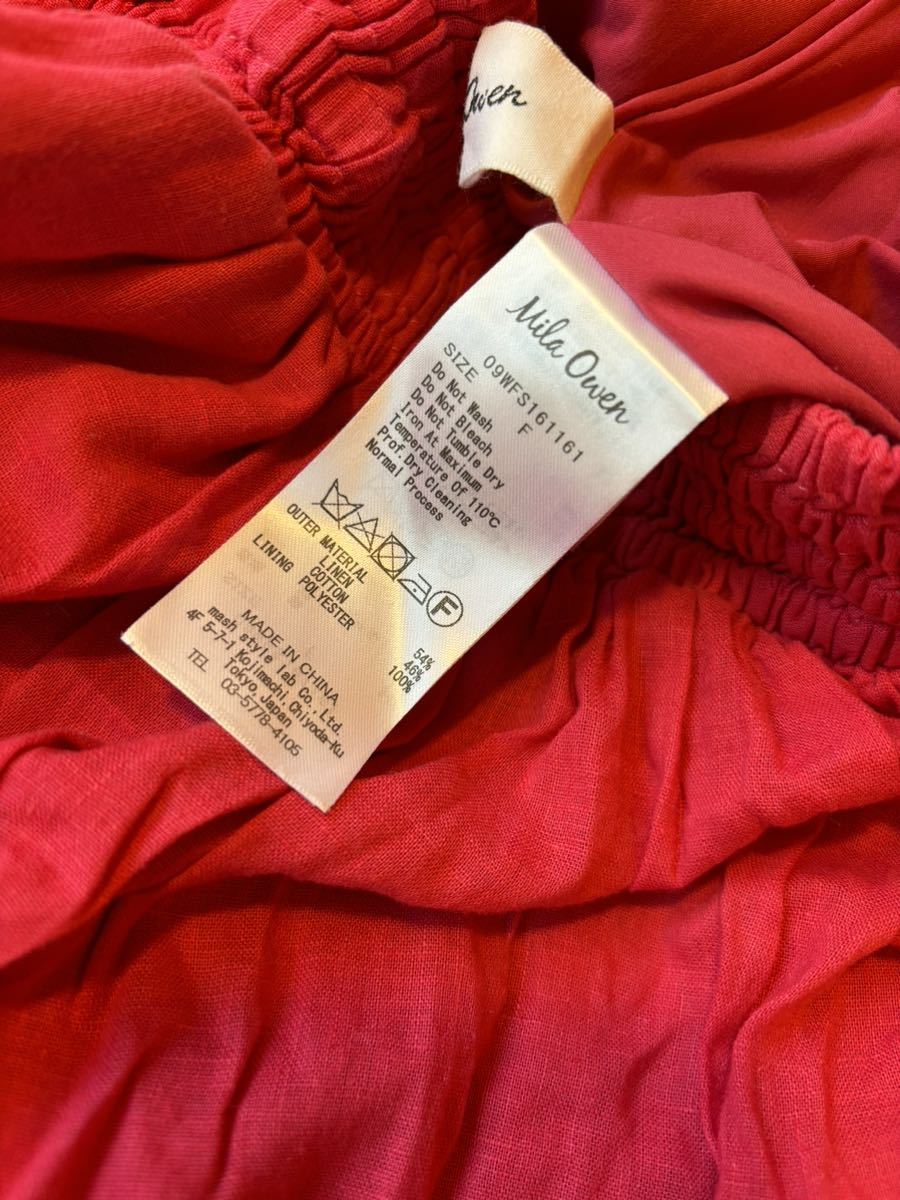 Owen
Mila Owen
09WFS161161
SIZE F
Do Not Wash
Do Not Bleach
Do Not Tumble Dry
Iron At Maximum
Temperature Of 110℃
Prof.Dry Cleaning
Normal Process
F
OUTER MATERIAL
LINEN 54%
COTTON 46%
LINING POLYESTER 100%
MADE IN CHINA
mash style lab Co.,Ltd.
4F 5-7-1 Kojimachi,Chiyoda-Ku
Tokyo,Japan
TEL 03-5778-4105